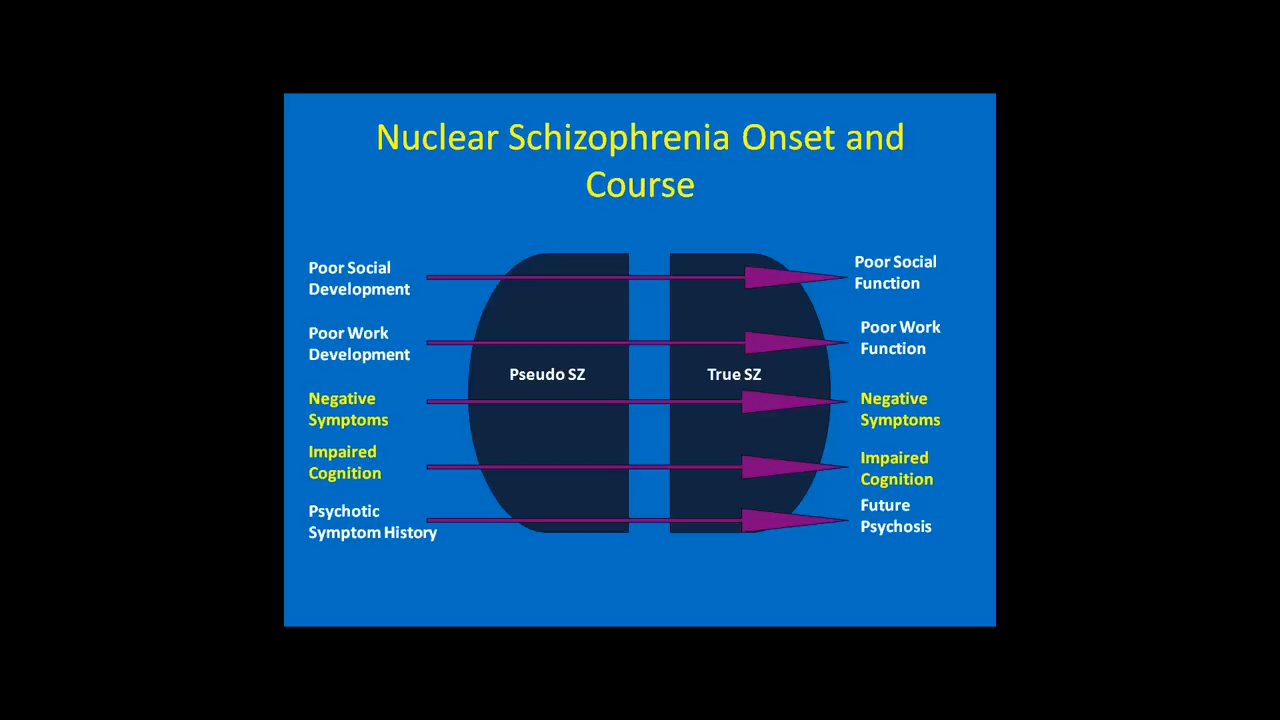 Nuclear Schizophrenia Onset and
Course
Poor Social
Development
Poor Work
Development
Negative
Symptoms
Impaired
Cognition
Psychotic
Symptom History
Pseudo SZ
True SZ
Poor Social
Function
Poor Work
Function
Negative
Symptoms
Impaired
Cognition
Future
Psychosis